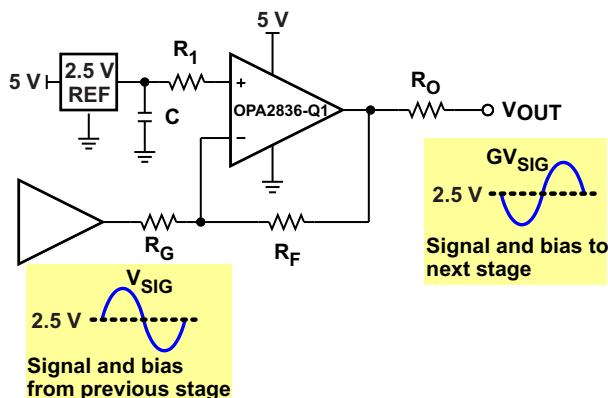 5 V
R1
5 V
2.5 V
REF
C
+
OPA2836-Q1
−
RO
VOUT
GVSIG
2.5 V
Signal and bias to
next stage
RG
RF
VSIG
2.5 V
Signal and bias
from previous stage